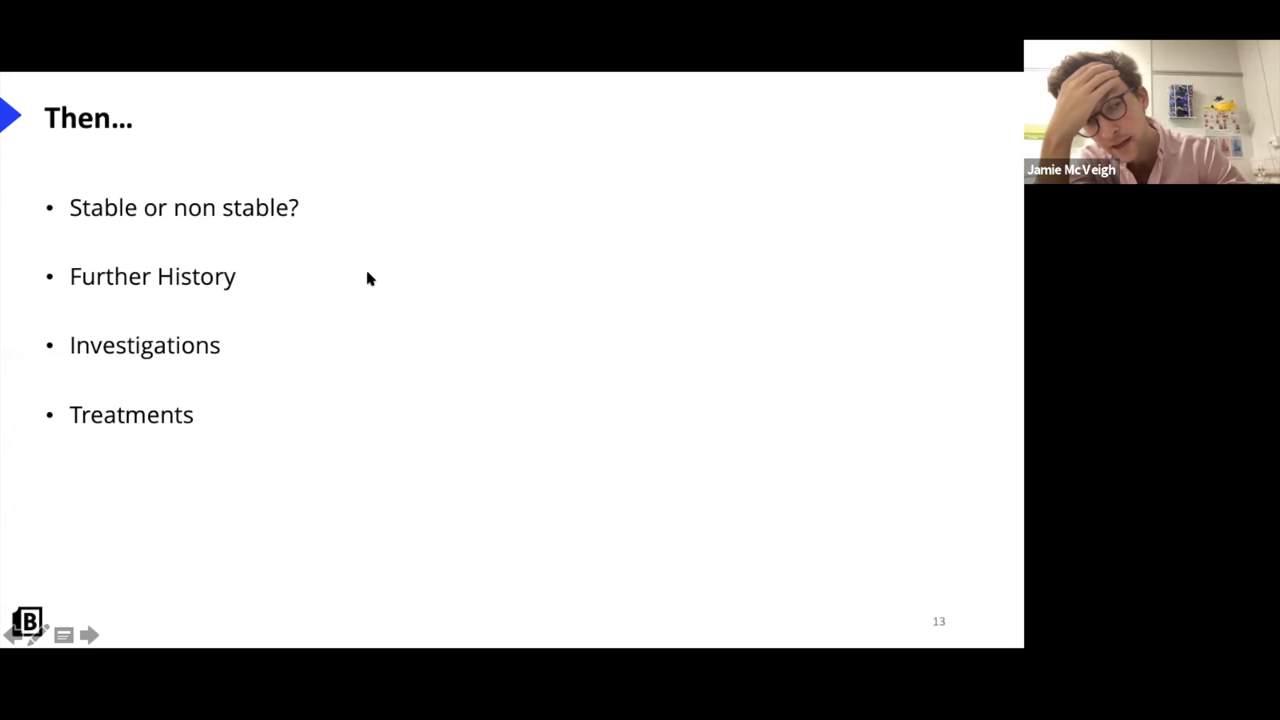 Then...
• Stable or non stable?
• Further History
• Investigations
• Treatments
B
13
Jamie McVeigh